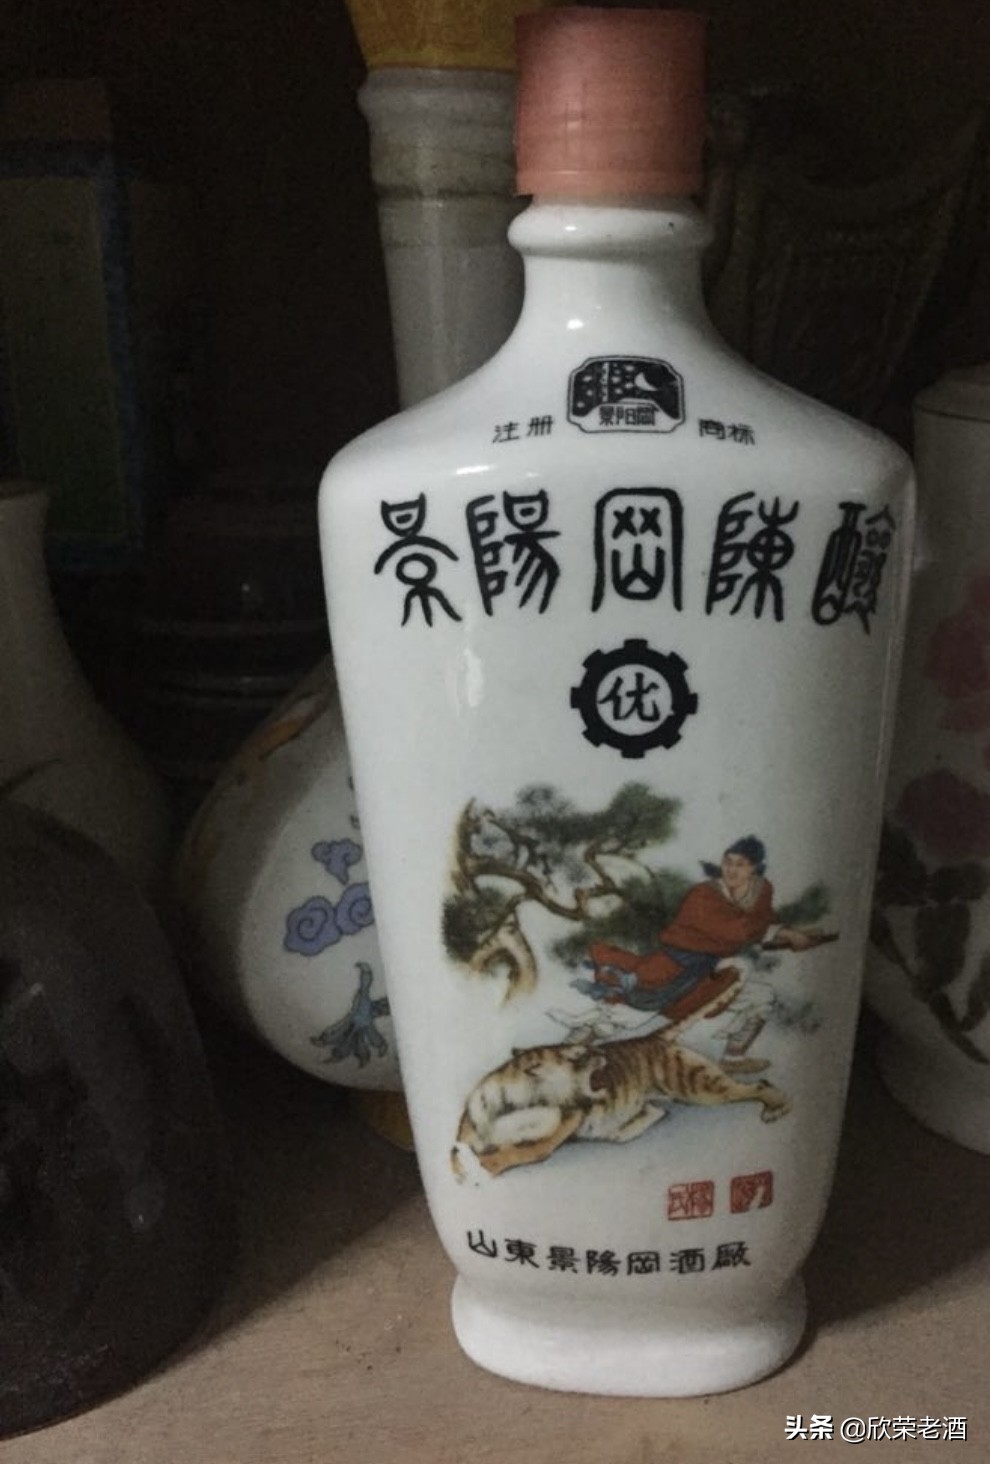 景阳岡
注册 商标
景陽岡陳釀
优
山東景陽岡酒廠
头条 @欣荣老酒